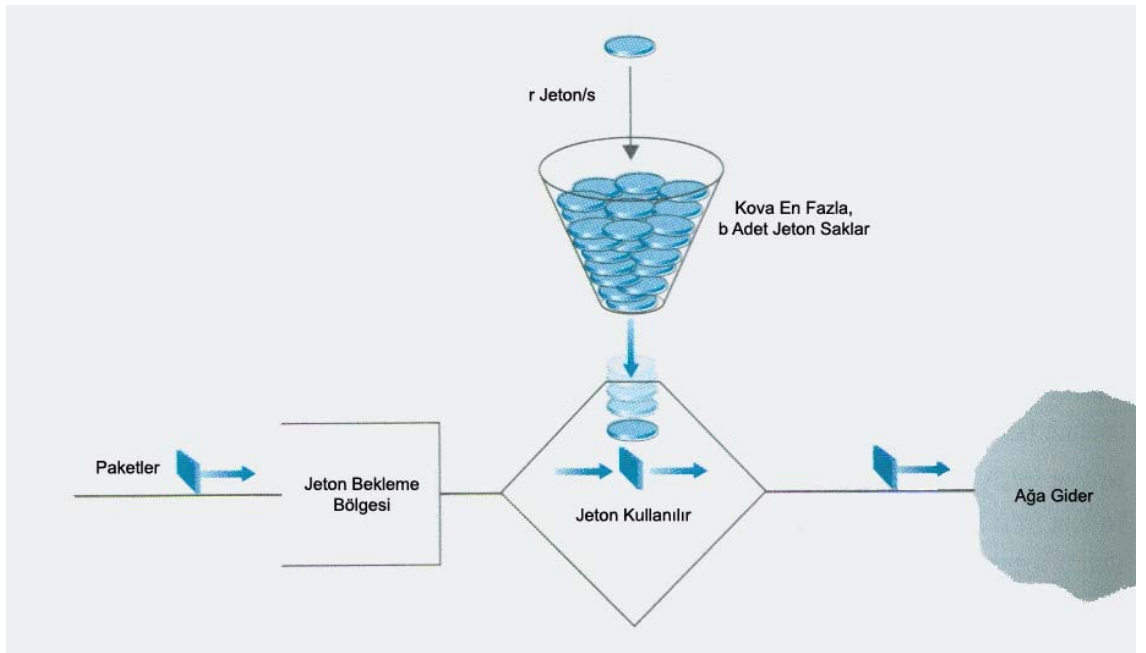 r Jeton/s
Kova En Fazla,
b Adet Jeton Saklar
Paketler
Jeton Bekleme
Bölgesi
Jeton Kullanılır
Ağa Gider